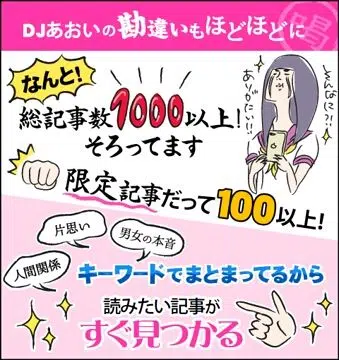 DJあおいの勘違いもほどほどに
号
なんと!
総記事数1000以上!
そろってます
そんなに?!
ありがたい!!
限定記事だって100以上!
片思い
男女の本音
人間関係
キーワードでまとまってるから
読みたい記事が
すぐ見つかる